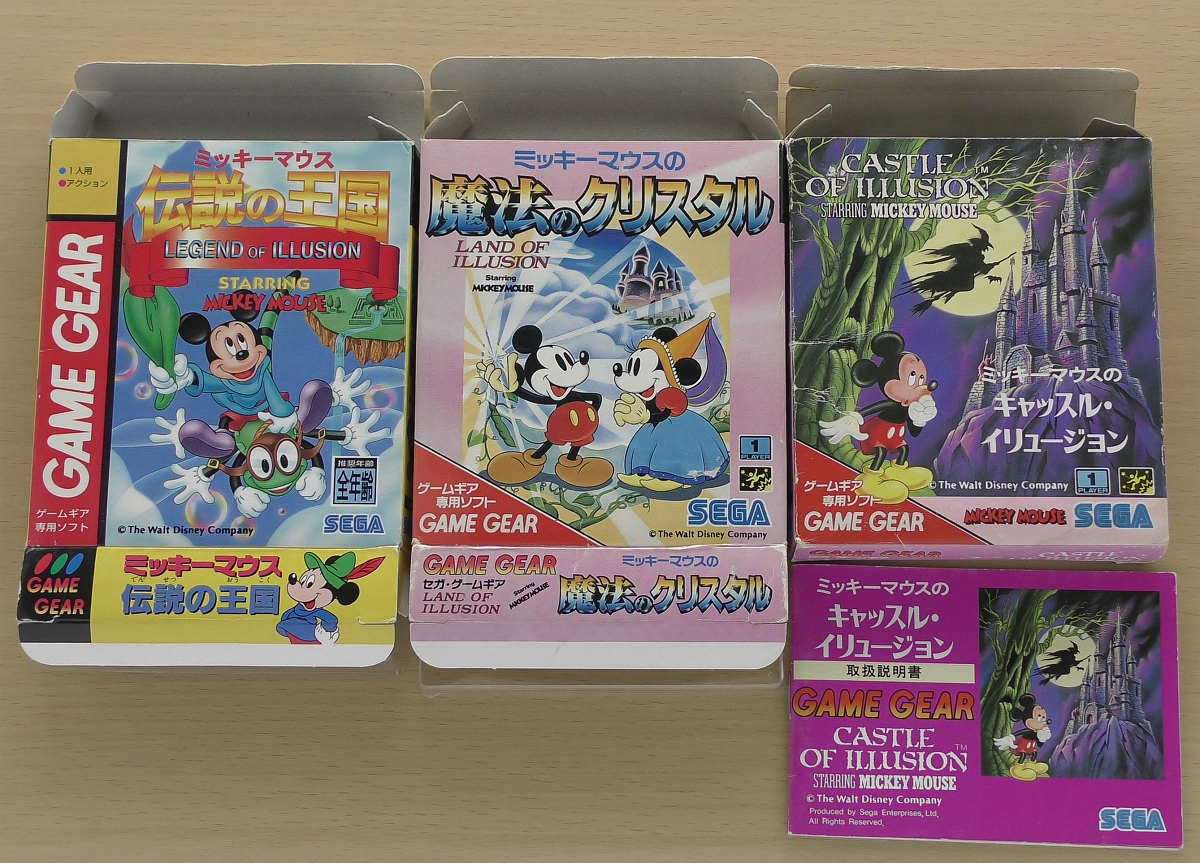 1人用
アクション
GAME GEAR
ゲームギア
専用ソフト
ミッキーマウス
伝説の王国
LEGEND OF ILLUSION
STARRING
MICKEY MOUSE
推奨年齢
全年齢
© The Walt Disney Company
SEGA
GAME
GEAR
ミッキーマウス
でんせつ おうこく
伝説の王国
ミッキーマウスの
魔法のクリスタル
LAND OF
ILLUSION
Starring
MICKEY MOUSE
1
PLAYER
ゲームギア
専用ソフト
GAME GEAR
SEGA
© The Walt Disney Company
GAME GEAR
セガ・ゲームギア
LAND OF
ILLUSION
Starring
MICKEY MOUSE
ミッキーマウスの
魔法のクリスタル
CASTLE
OF ILLUSION™
STARRING MICKEY MOUSE
ミッキーマウスの
キャッスル・
イリュージョン
© The Walt Disney Company
1
PLAYER
ゲームギア
専用ソフト
GAME GEAR
MICKEY MOUSE
SEGA
GAME GEAR
CASTLE
ミッキーマウスの
キャッスル・
イリュージョン
取扱説明書
GAME GEAR
CASTLE
OF ILLUSION™
STARRING MICKEY MOUSE
© The Walt Disney Company
Produced by Sega Enterprises, Ltd.
All Rights Reserved.
SEGA